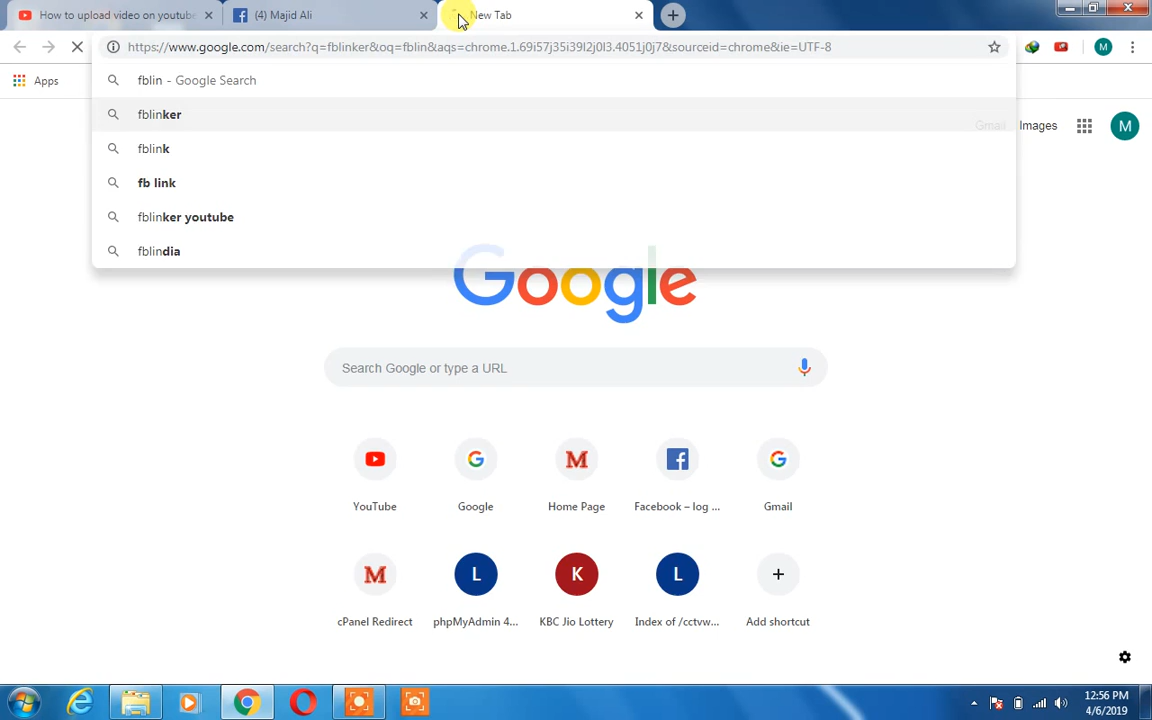 How to upload video on youtube
(4) Majid Ali
New Tab
https://www.google.com/search?q=fblinker&oq=fblin&aqs=chrome.1.69i57j35i39l2j0l3.4051j0j7&sourceid=chrome&ie=UTF-8
M
Apps
fblin - Google Search
fblinker
fblink
fb link
fblinker youtube
fblindia
Gmail Images
M
Google
Search Google or type a URL
YouTube
Google
Home Page
Facebook – log ...
Gmail
L
K
L
cPanel Redirect
phpMyAdmin 4...
KBC Jio Lottery
Index of /cctvw...
Add shortcut
12:56 PM
4/6/2019